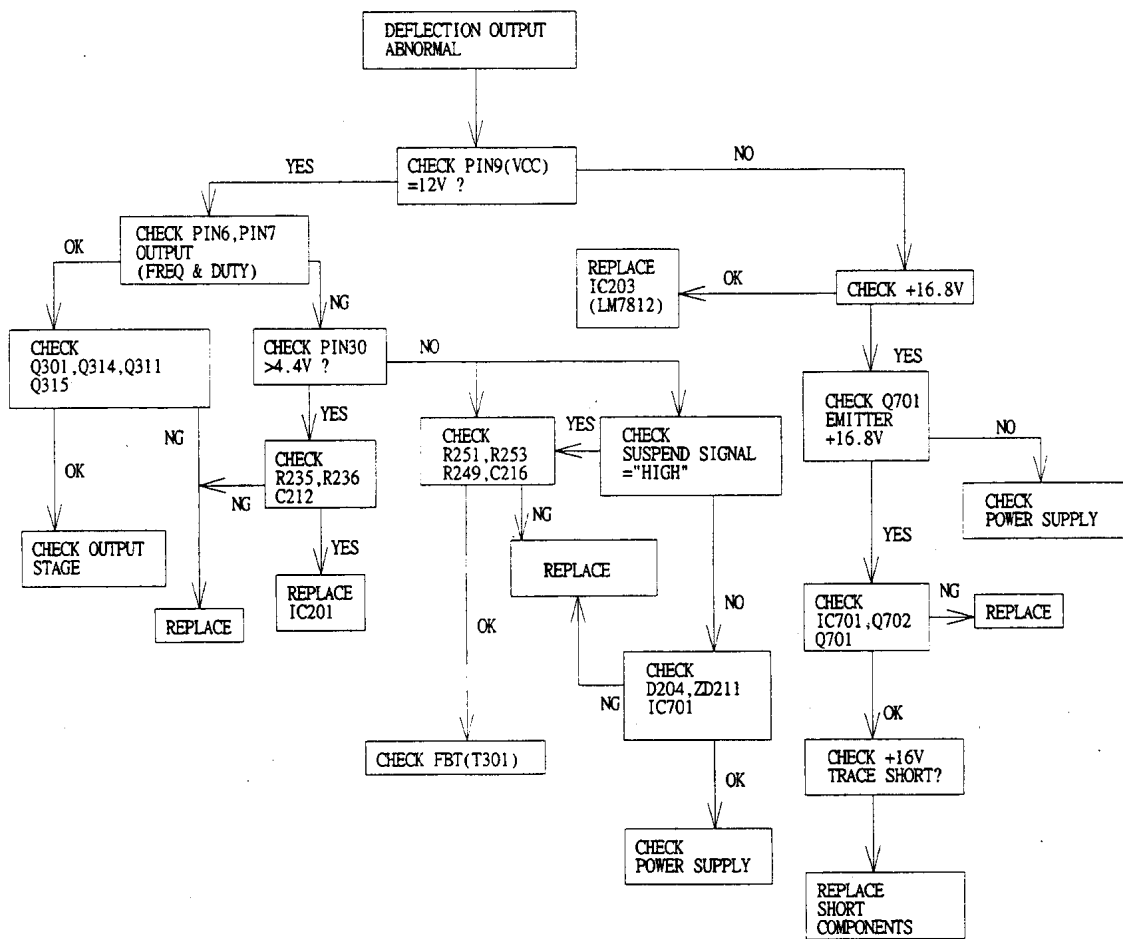 DEFLECTION OUTPUT
ABNORMAL
YES
CHECK PIN9(VCC)
=12V ?
NO
CHECK PIN6,PIN7
OUTPUT
(FREQ & DUTY)
OK
NG
REPLACE
IC203
(LM7812)
OK
CHECK +16.8V
CHECK
Q301,Q314,Q311
Q315
CHECK PIN30
>4.4V ?
NO
YES
YES
CHECK Q701
EMITTER
+16.8V
NO
NG
OK
CHECK
R235,R236
C212
NG
CHECK
R251,R253
R249,C216
YES
CHECK
SUSPEND SIGNAL
="HIGH"
CHECK
POWER SUPPLY
YES
CHECK OUTPUT
STAGE
YES
NG
REPLACE
REPLACE
IC201
REPLACE
NO
OK
CHECK
IC701,Q702
Q701
NG
REPLACE
CHECK
D204,ZD211
IC701
NG
OK
CHECK FBT(T301)
CHECK +16V
TRACE SHORT?
OK
CHECK
POWER SUPPLY
REPLACE
SHORT
COMPONENTS